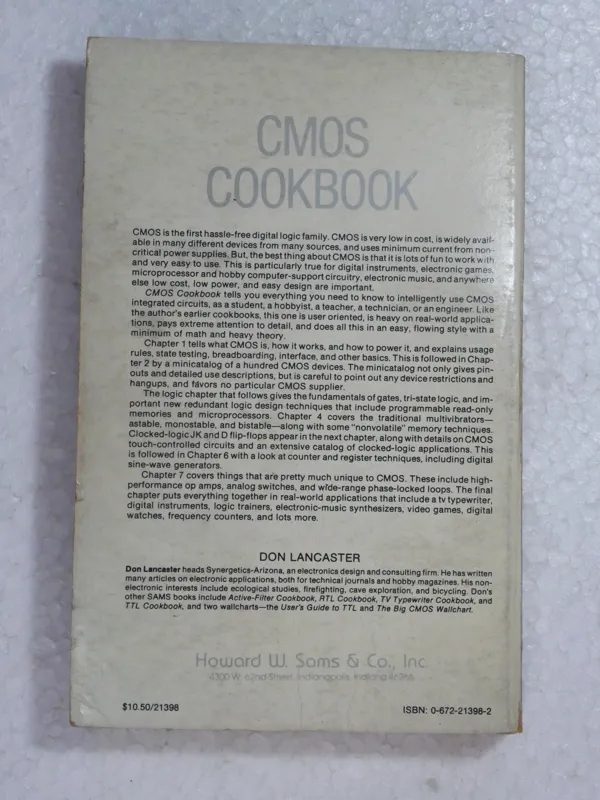 CMOS
COOKBOOK
CMOS is the first hassle-free digital logic family. CMOS is very low in cost, is widely avail-
able in many different devices from many sources, and uses minimum current from non-
critical power supplies. But, the best thing about CMOS is that it is lots of fun to work with
and very easy to use. This is particularly true for digital instruments, electronic games,
microprocessor and hobby computer-support circuitry, electronic music, and anywhere
else low cost, low power, and easy design are important.
CMOS Cookbook tells you everything you need to know to intelligently use CMOS
integrated circuits, as a student, a hobbyist, a teacher, a technician, or an engineer. Like
the author's earlier cookbooks, this one is user oriented, is heavy on real-world applica-
tions, pays extreme attention to detail, and does all this in an easy, flowing style with a
minimum of math and heavy theory.
Chapter 1 tells what CMOS is, how it works, and how to power it, and explains usage
rules, state testing, breadboarding, interface, and other basics. This is followed in Chap-
ter 2 by a minicatalog of a hundred CMOS devices. The minicatalog not only gives pin-
outs and detailed use descriptions, but is careful to point out any device restrictions and
hangups, and favors no particular CMOS supplier.
The logic chapter that follows gives the fundamentals of gates, tri-state logic, and im-
portant new redundant logic design techniques that include programmable read-only
memories and microprocessors. Chapter 4 covers the traditional multivibrators—
astable, monostable, and bistable—along with some "nonvolatile" memory techniques.
Clocked-logic JK and D flip-flops appear in the next chapter, along with details on CMOS
touch-controlled circuits and an extensive catalog of clocked-logic applications. This
is followed in Chapter 6 with a look at counter and register techniques, including digital
sine-wave generators.
Chapter 7 covers things that are pretty much unique to CMOS. These include high-
performance op amps, analog switches, and wide-range phase-locked loops. The final
chapter puts everything together in real-world applications that include a tv typewriter,
digital instruments, logic trainers, electronic-music synthesizers, video games, digital
watches, frequency counters, and lots more.
DON LANCASTER
Don Lancaster heads Synergetics-Arizona, an electronics design and consulting firm. He has written
many articles on electronic applications, both for technical journals and hobby magazines. His non-
electronic interests include ecological studies, firefighting, cave exploration, and bicycling. Don's
other SAMS books include Active-Filter Cookbook, RTL Cookbook, TV Typewriter Cookbook, and
TTL Cookbook, and two wallcharts—the User's Guide to TTL and The Big CMOS Wallchart.
Howard W. Sams & Co., Inc.
4300 W. 62nd Street, Indianapolis, Indiana 46268
$10.50/21398
ISBN: 0-672-21398-2